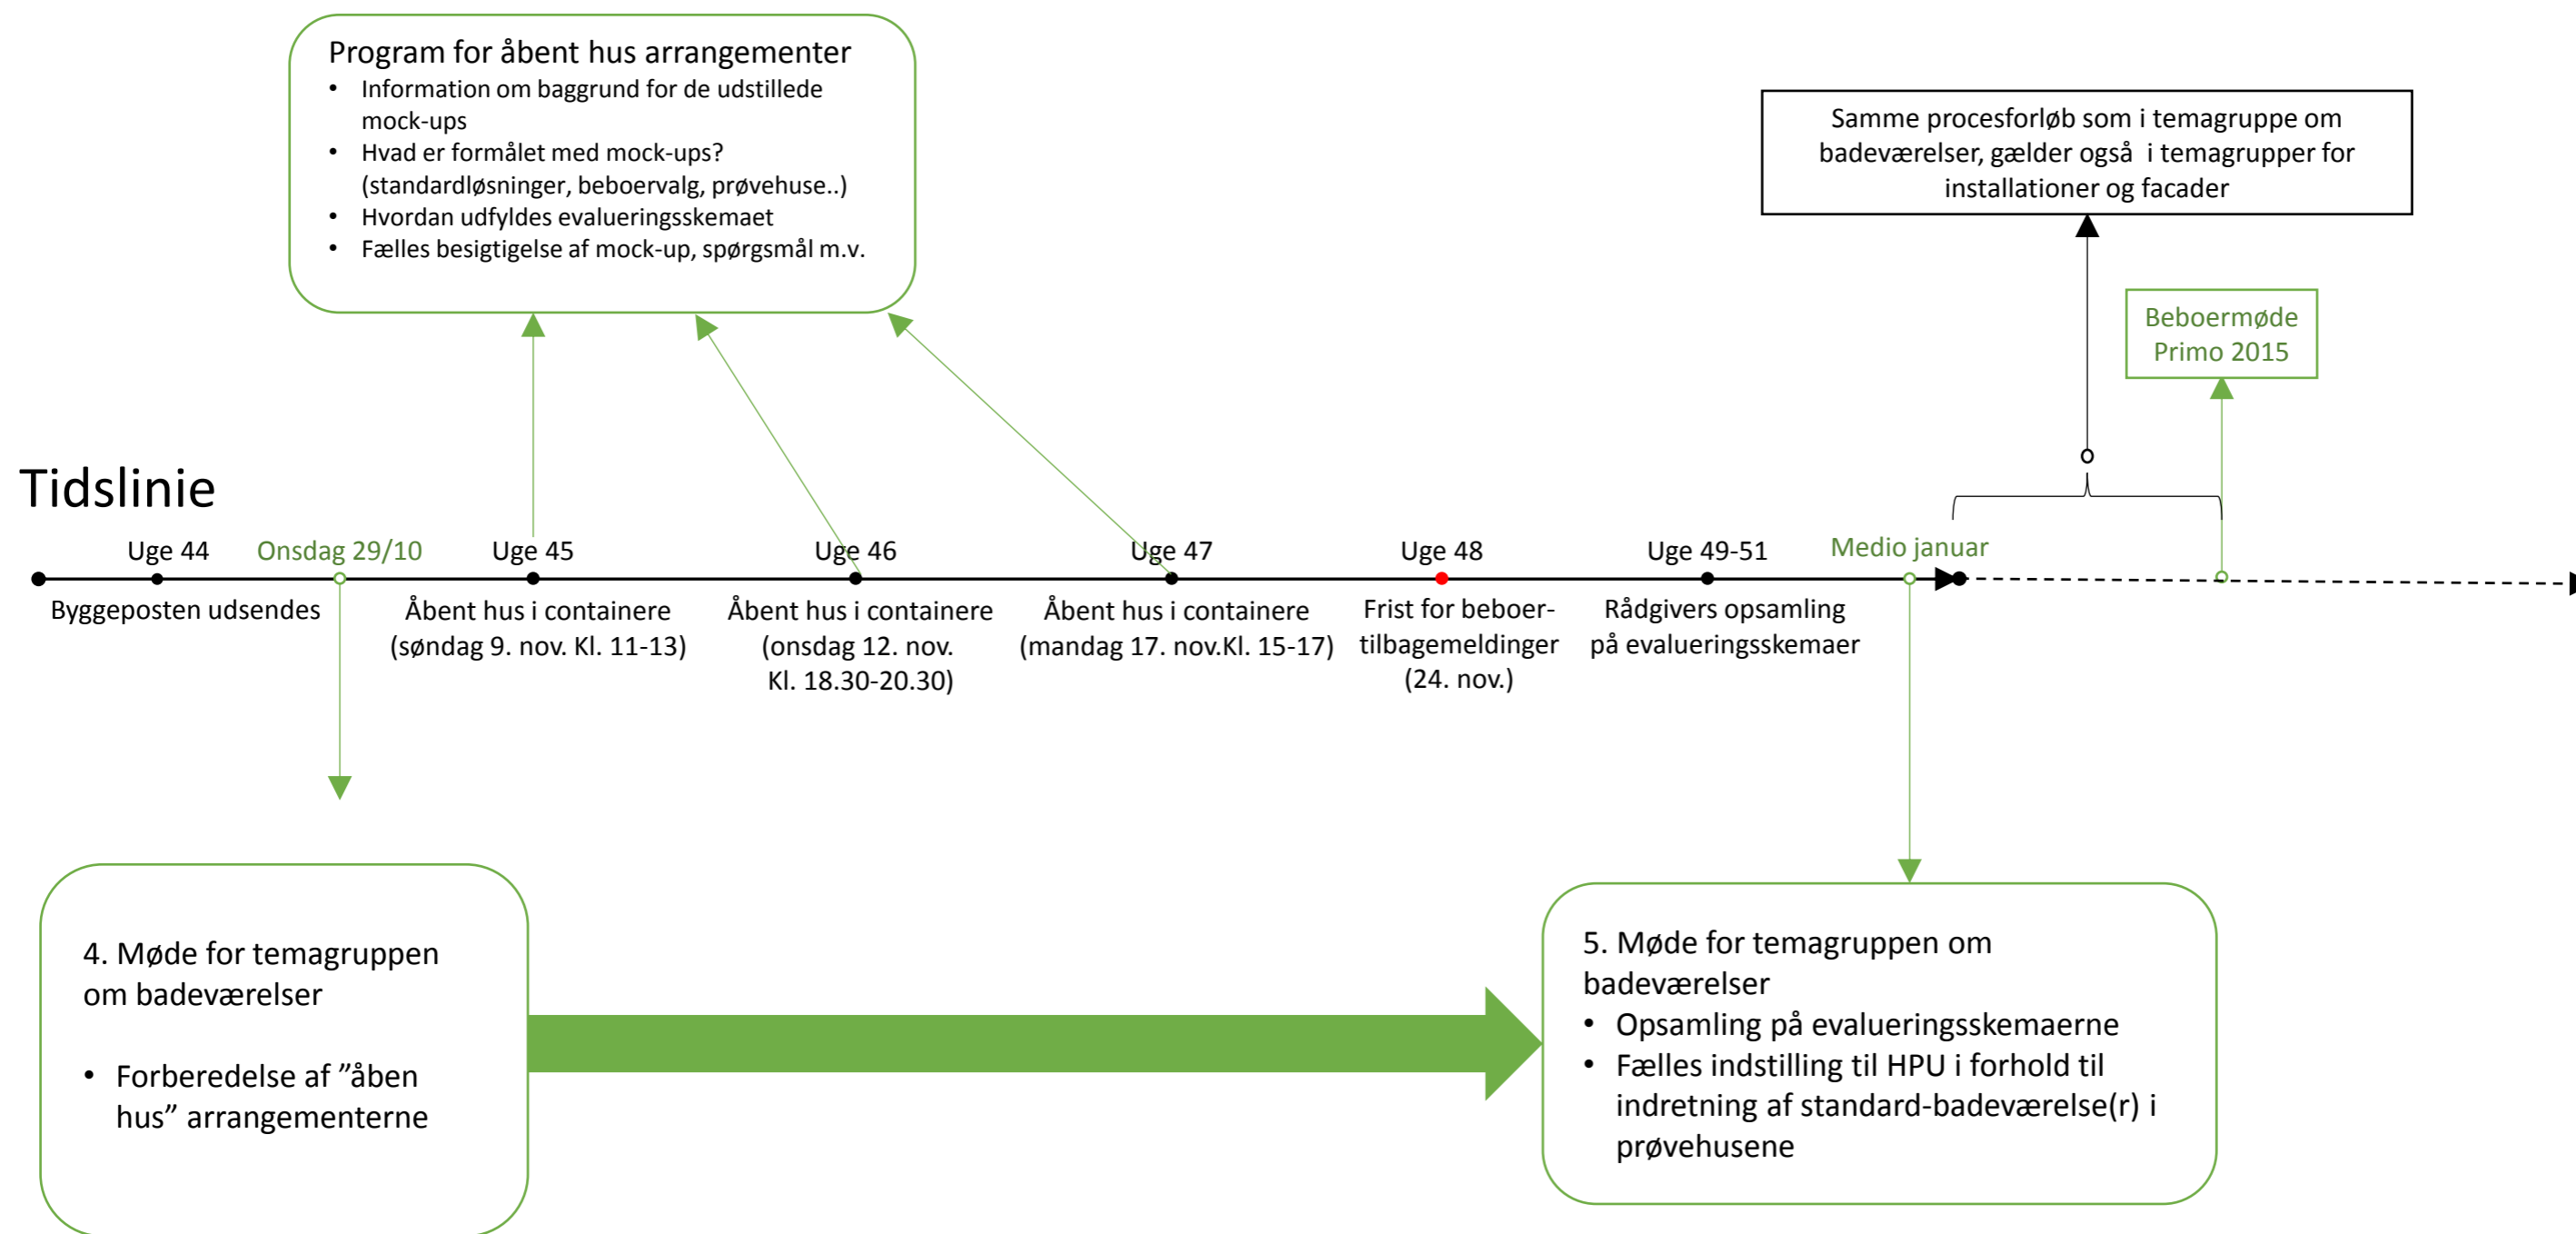 Program for åbent hus arrangementer
• Information om baggrund for de udstillede
mock-ups
• Hvad er formålet med mock-ups?
(standardløsninger, beboervalg, prøvehuse..)
• Hvordan udfyldes evalueringsskemaet
• Fælles besigtigelse af mock-up, spørgsmål m.v.
Samme procesforløb som i temagruppe om
badeværelser, gælder også i temagrupper for
installationer og facader
Beboermøde
Primo 2015
Tidslinie
Uge 44
Onsdag 29/10
Uge 45
Uge 46
Uge 47
Uge 48
Uge 49-51
Medio januar
Byggeposten udsendes
Åbent hus i containere
(søndag 9. nov. Kl. 11-13)
Åbent hus i containere
(onsdag 12. nov.
Kl. 18.30-20.30)
Åbent hus i containere
(mandag 17. nov.Kl. 15-17)
Frist for beboer-
tilbagemeldinger
(24. nov.)
Rådgivers opsamling
på evalueringsskemaer
4. Møde for temagruppen
om badeværelser
• Forberedelse af ”åben
hus” arrangementerne
5. Møde for temagruppen om
badeværelser
• Opsamling på evalueringsskemaerne
• Fælles indstilling til HPU i forhold til
indretning af standard-badeværelse(r) i
prøvehusene